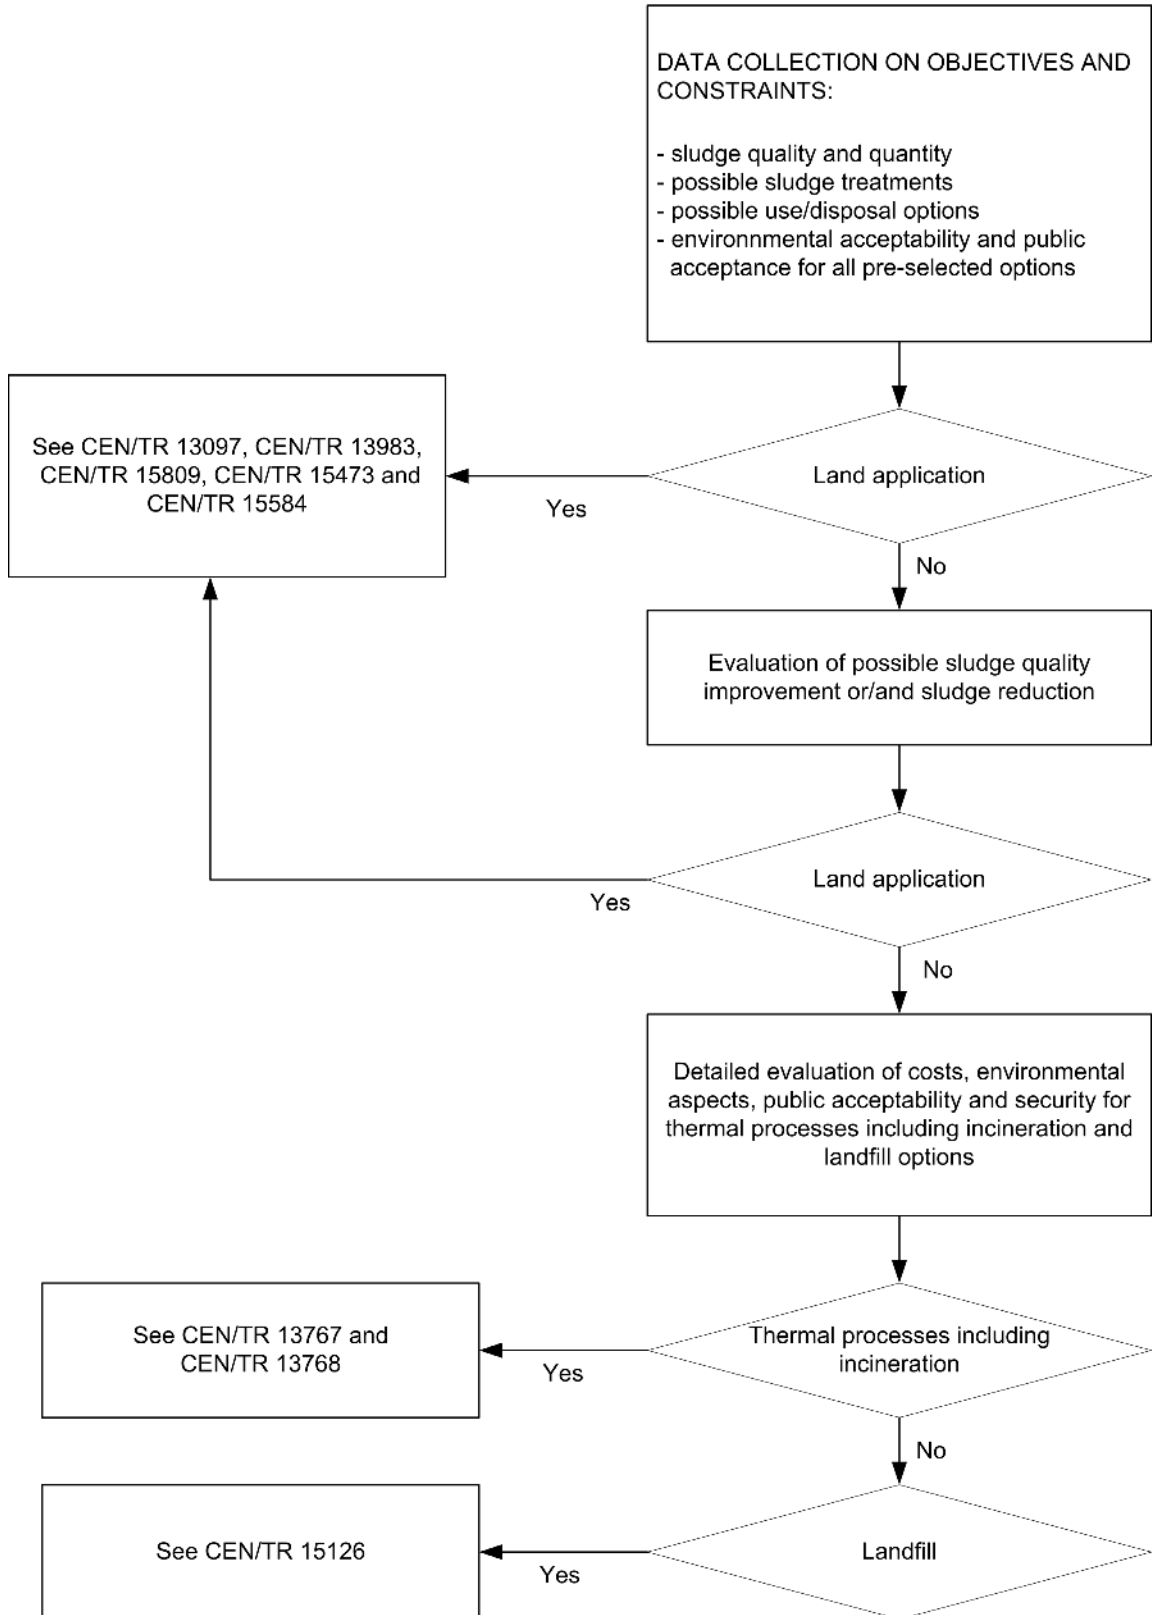 DATA COLLECTION ON OBJECTIVES AND
CONSTRAINTS:
- sludge quality and quantity
- possible sludge treatments
- possible use/disposal options
- environnmental acceptability and public
acceptance for all pre-selected options
See CEN/TR 13097, CEN/TR 13983,
CEN/TR 15809, CEN/TR 15473 and
CEN/TR 15584
Yes
Land application
No
Evaluation of possible sludge quality
improvement or/and sludge reduction
Land application
Yes
No
Detailed evaluation of costs, environmental
aspects, public acceptability and security for
thermal processes including incineration and
landfill options
See CEN/TR 13767 and
CEN/TR 13768
Yes
Thermal processes including
incineration
No
See CEN/TR 15126
Yes
Landfill